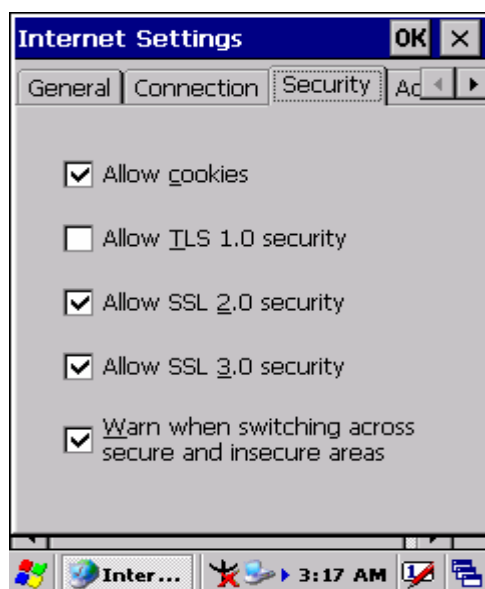 Internet Settings OK
General Connection Security Ac
Allow cookies
Allow TLS 1.0 security
Allow SSL 2.0 security
Allow SSL 3.0 security
Warn when switching across
secure and insecure areas
Inter... 3:17 AM